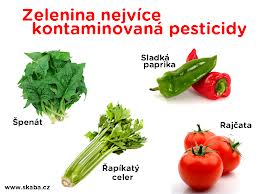 Zelenina nejvíce
kontaminovaná pesticidy
Sladká
paprika
Špenát
Rajčata
Řapíkatý
celer
www.skaba.cz